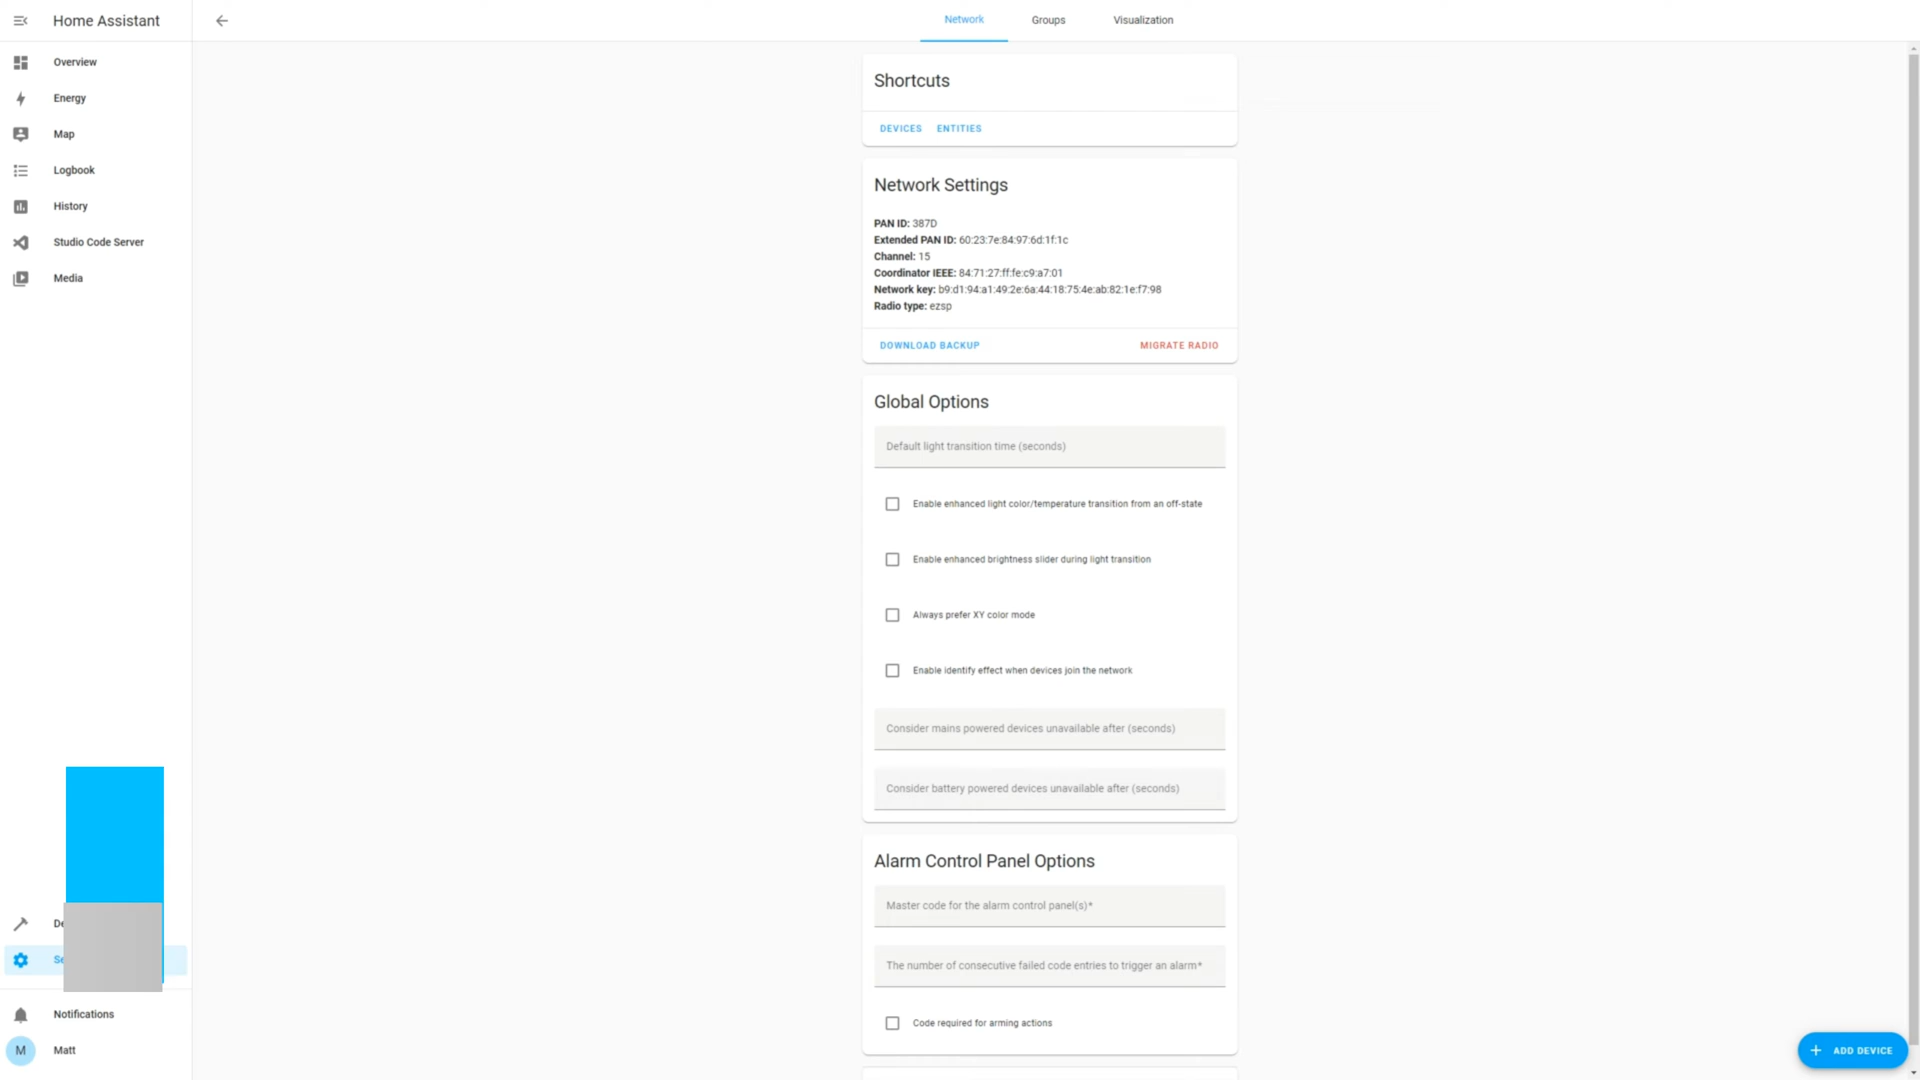 Home Assistant
Overview
Energy
Map
Logbook
History
Studio Code Server
Media
De
Se
Notifications
M Matt
Network Groups Visualization
Shortcuts
DEVICES ENTITIES
Network Settings
PAN ID: 387D
Extended PAN ID: 60:23:7e:84:97:6d:1f:1c
Channel: 15
Coordinator IEEE: 84:71:27:ff:fe:c9:a7:01
Network key: b9:d1:94:a1:49:2e:6a:44:18:75:4e:ab:82:1e:f7:98
Radio type: ezsp
DOWNLOAD BACKUP MIGRATE RADIO
Global Options
Default light transition time (seconds)
Enable enhanced light color/temperature transition from an off-state
Enable enhanced brightness slider during light transition
Always prefer XY color mode
Enable identify effect when devices join the network
Consider mains powered devices unavailable after (seconds)
Consider battery powered devices unavailable after (seconds)
Alarm Control Panel Options
Master code for the alarm control panel(s)*
The number of consecutive failed code entries to trigger an alarm*
Code required for arming actions
ADD DEVICE